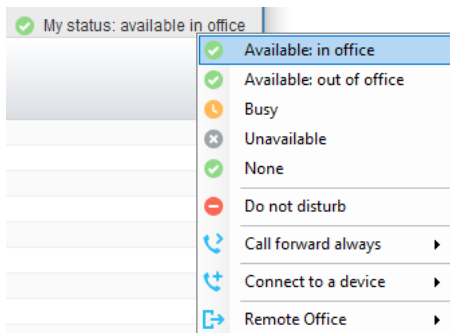 My status: available in office
Available: in office
Available: out of office
Busy
Unavailable
None
Do not disturb
Call forward always
Connect to a device
Remote Office